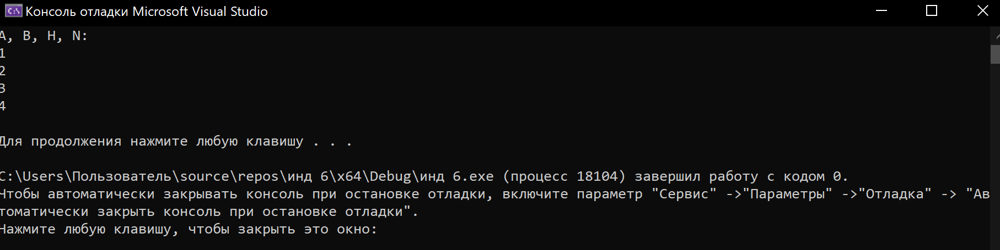 Консоль отладки Microsoft Visual Studio
A, B, H, N:
1
2
3
4
Для продолжения нажмите любую клавишу . . .
C:\Users\Пользователь\source\repos\инд 6\x64\Debug\инд 6.exe (процесс 18104) завершил работу с кодом 0.
Чтобы автоматически закрывать консоль при остановке отладки, включите параметр "Сервис" ->"Параметры" ->"Отладка" -> "Ав
томатически закрыть консоль при остановке отладки".
Нажмите любую клавишу, чтобы закрыть это окно: